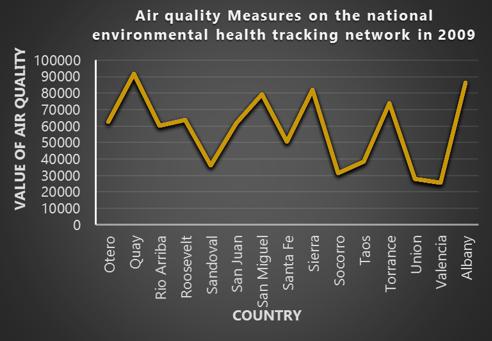 Air quality Measures on the national
environmental health tracking network in 2009
VALUE OF AIR QUALITY
100000
90000
80000
70000
60000
50000
40000
30000
20000
10000
0
Otero
Quay
Rio Arriba
Roosevelt
Sandoval
San Juan
San Miguel
Santa Fe
Sierra
Socorro
Taos
Torrance
Union
Valencia
Albany
COUNTRY